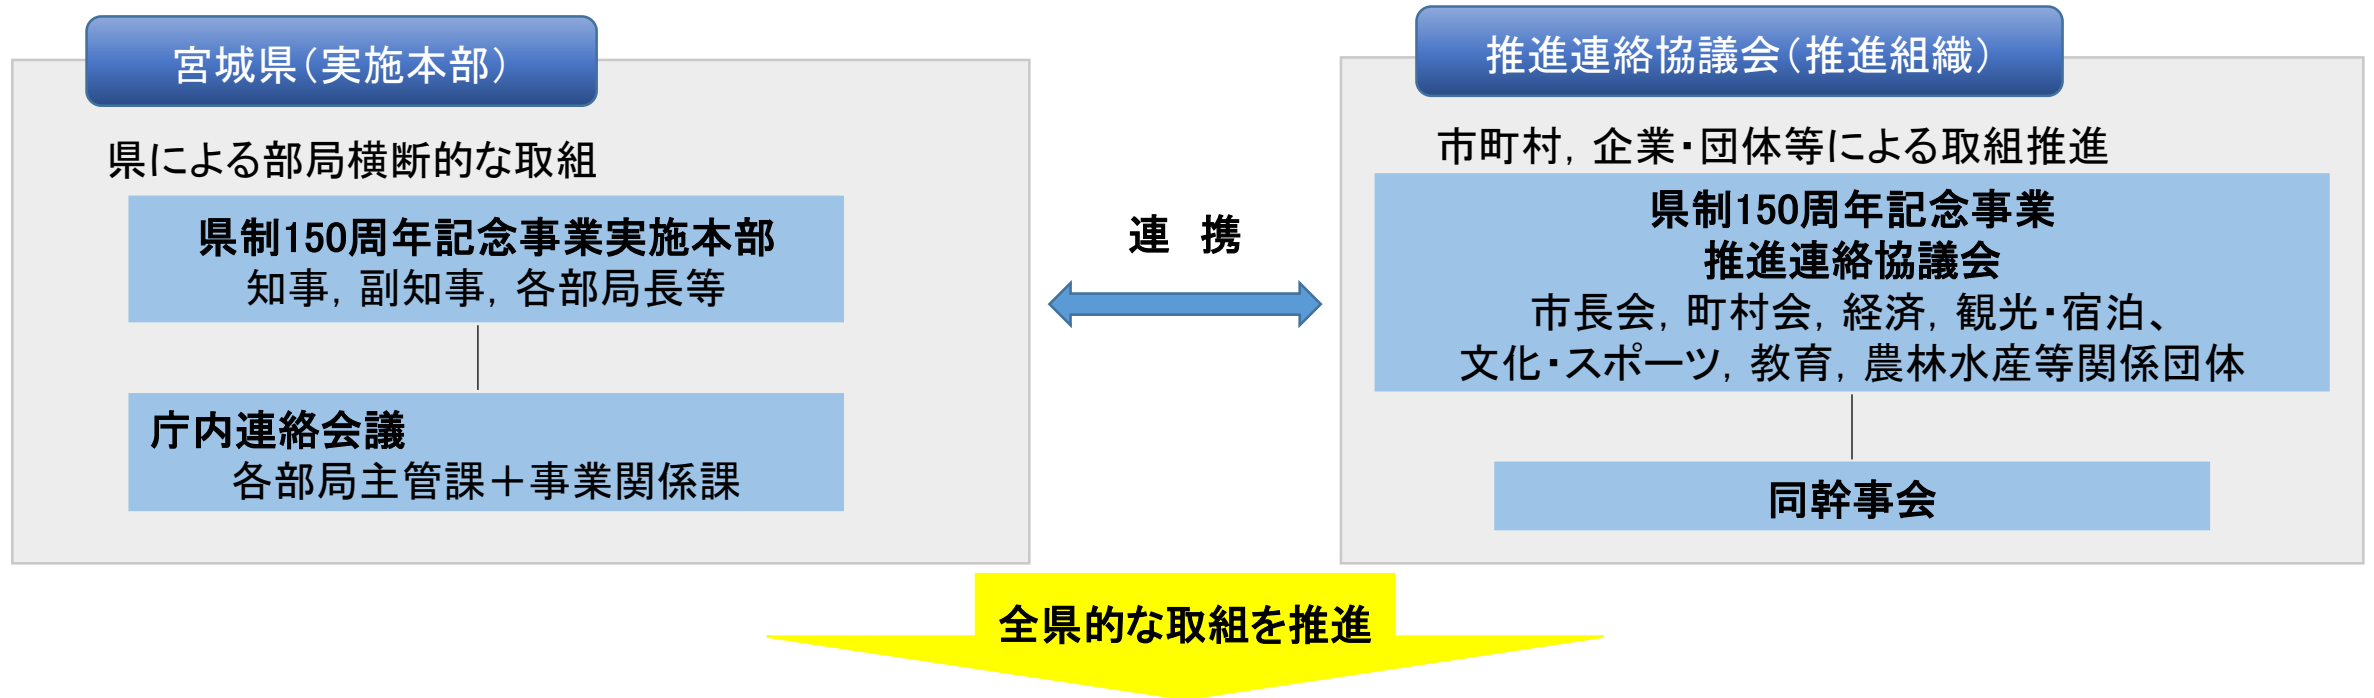 宮城県（実施本部）
県による部局横断的な取組
県制150周年記念事業実施本部
知事，副知事，各部局長等
庁内連絡会議
各部局主管課＋事業関係課
連　携
推進連絡協議会（推進組織）
市町村，企業・団体等による取組推進
県制150周年記念事業
推進連絡協議会
市長会，町村会，経済，観光・宿泊、
文化・スポーツ，教育，農林水産等関係団体
同幹事会
全県的な取組を推進